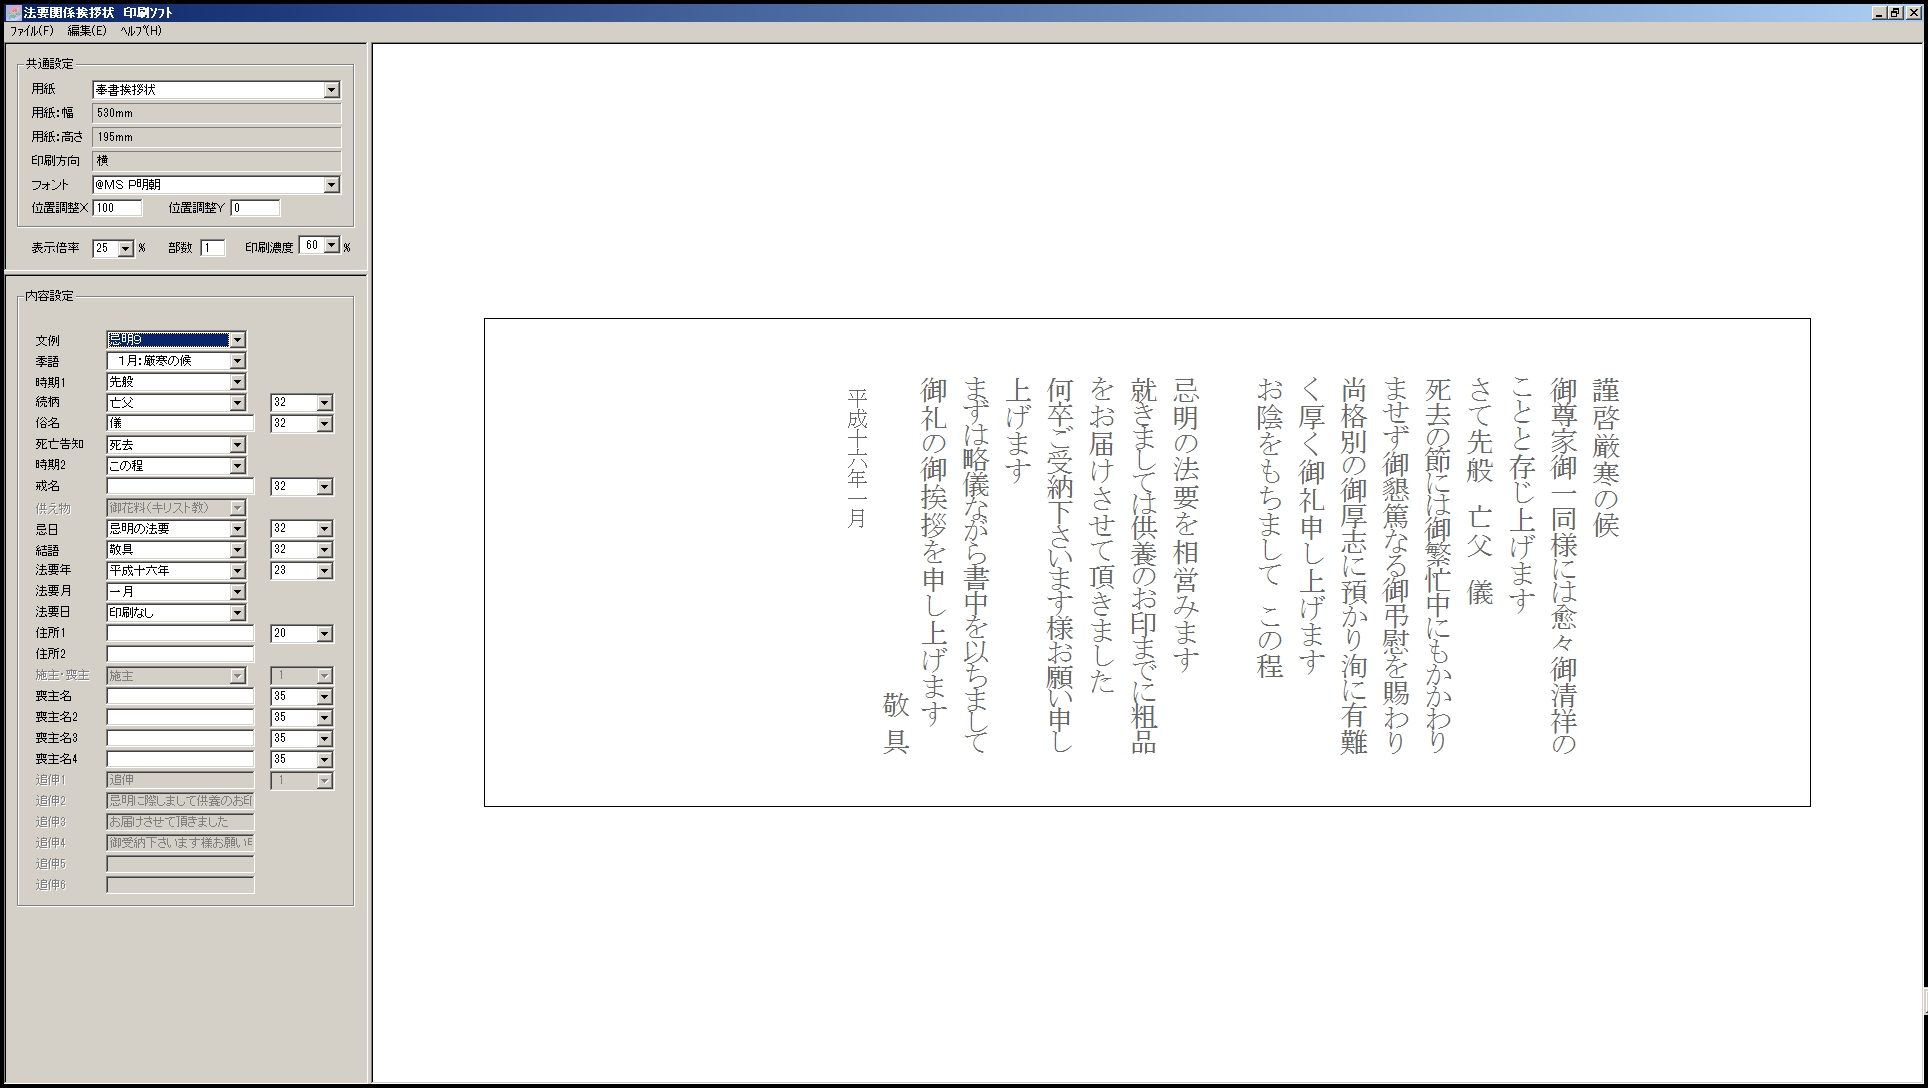 法要関係挨拶状 印刷ソフト
ファイル(F) 編集(E) ヘルプ(H)
共通設定
用紙 奉書挨拶状
用紙:幅 530mm
用紙:高さ 195mm
印刷方向 横
フォント @MS P明朝
位置調整X 100 位置調整Y 0
表示倍率 25 % 部数 1 印刷濃度 60 %
内容設定
文例 忌明9
季語 1月:厳寒の候
時期1 先般
続柄 亡父 32
俗名 儀 32
死亡告知 死去
時期2 この程
戒名 32
供え物 御花料(キリスト教)
忌日 忌明の法要 32
結語 敬具 32
法要年 平成十六年 23
法要月 一月
法要日 印刷なし
住所1 20
住所2
施主・喪主 施主 1
喪主名 35
喪主名2 35
喪主名3 35
喪主名4 35
追伸1 追伸 1
追伸2 忌明に際しまして供養のお印
追伸3 お届けさせて頂きました
追伸4 御受納下さいます様お願い
追伸5
追伸6
謹啓厳寒の候
御尊家御一同様には愈々御清祥の
ことと存じ上げます
さて先般 亡父 儀
死去の節には御繁忙中にもかかわり
ませず御懇篤なる御弔慰を賜わり
尚格別の御厚志に預かり洵に有難
く厚く御礼申し上げます
お陰をもちまして この程
忌明の法要を相営みます
就きましては供養のお印までに粗品
をお届けさせて頂きました
何卒ご受納下さいます様お願い申し
上げます
まずは略儀ながら書中を以ちまして
御礼の御挨拶を申し上げます
敬具
平成十六年一月